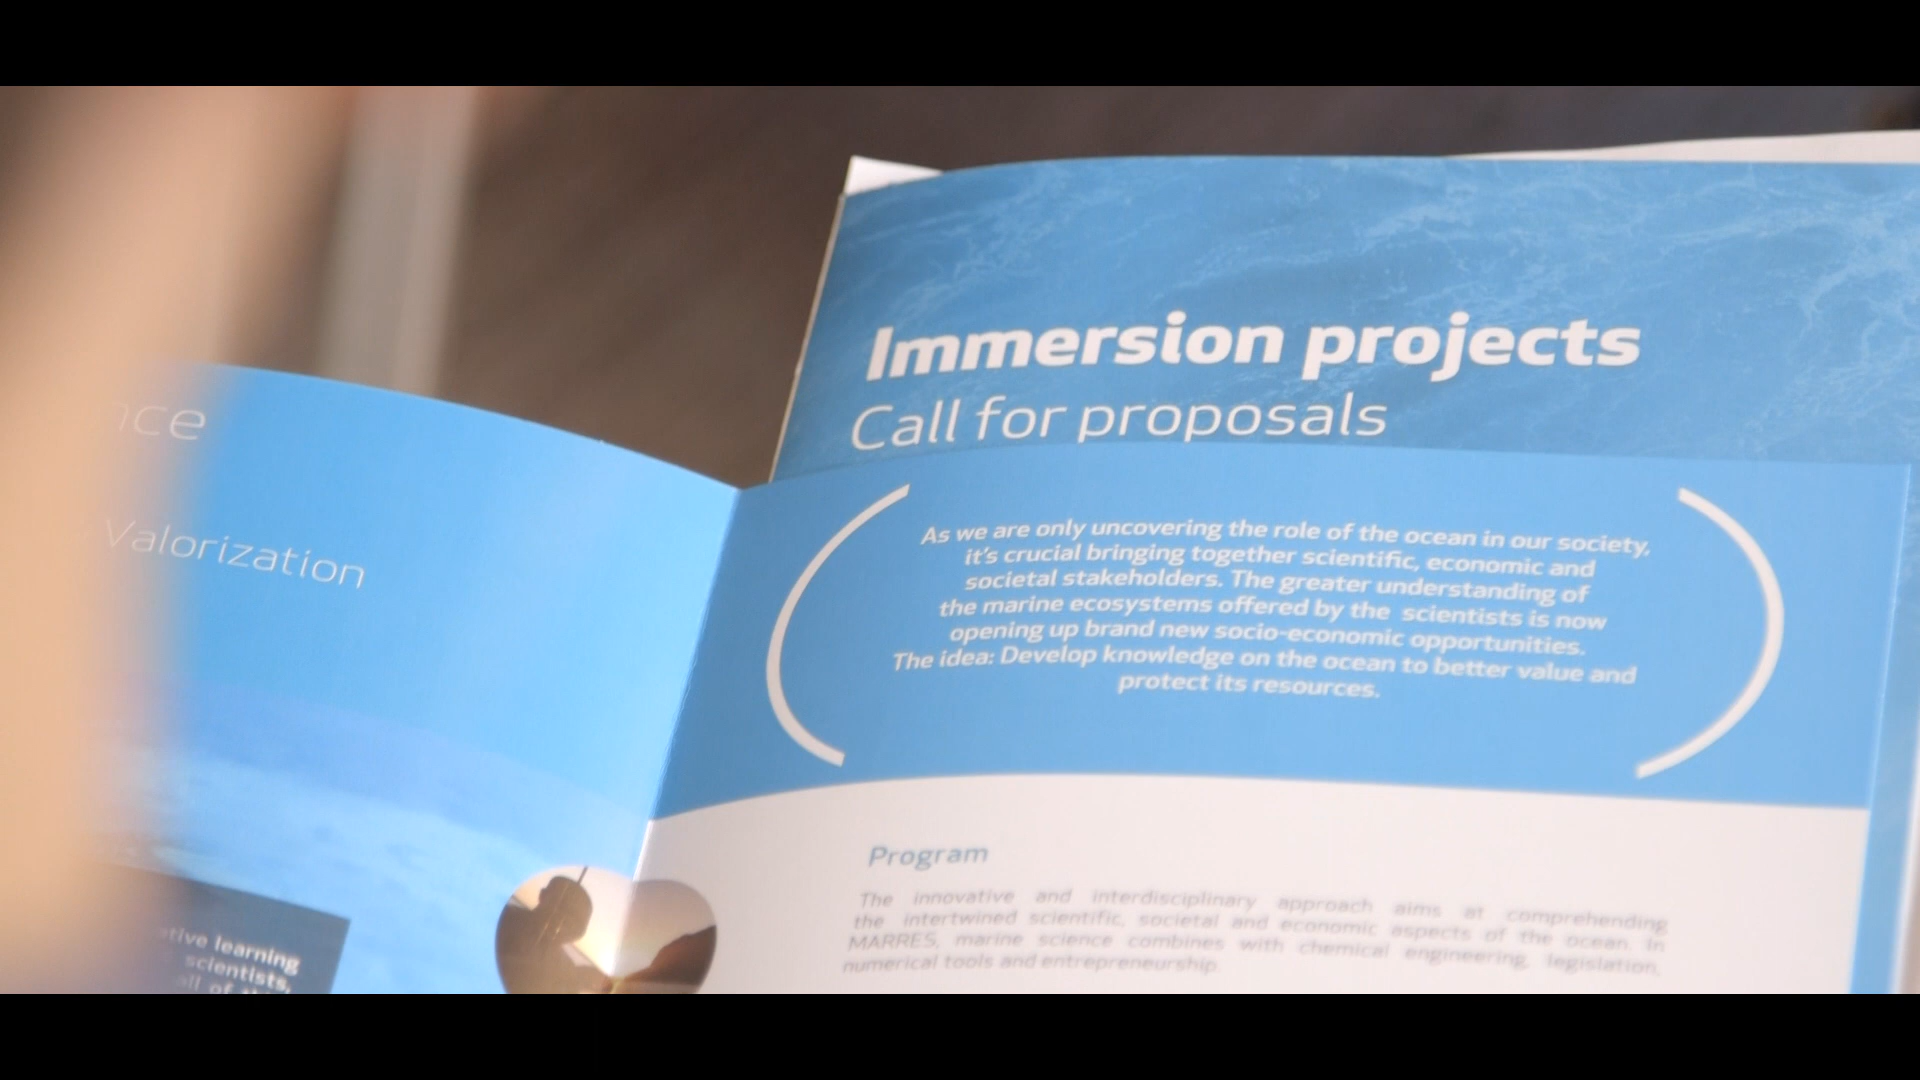 Valorization
learning
scientists,
Immersion projects
Call for proposals
As we are only uncovering the role of the ocean in our society,
it's crucial bringing together scientific, economic and
societal stakeholders. The greater understanding of
the marine ecosystems offered by the scientists is now
opening up brand new socio-economic opportunities.
The idea: Develop knowledge on the ocean to better value and
protect its resources.
Program
The innovative and interdisciplinary approach aims at comprehending
the intertwined scientific, societal and economic aspects of the ocean. In
MARRES, marine science combines with chemical engineering, legislation,
numerical tools and entrepreneurship.